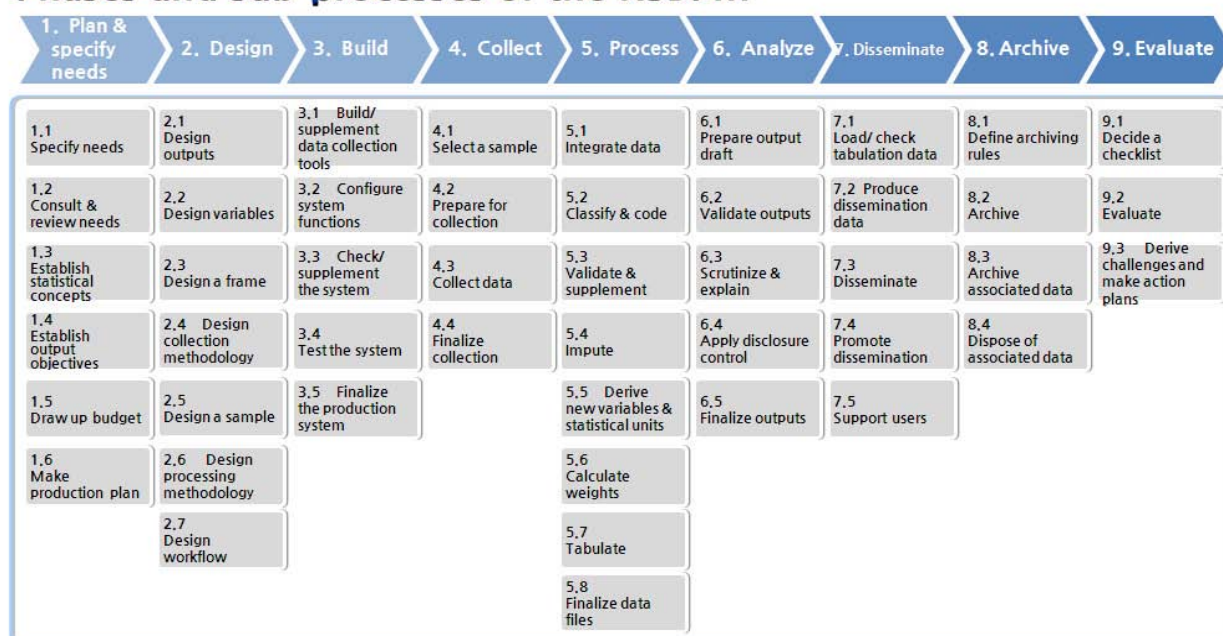 1. Plan &
specify
needs
2. Design
3. Build
4. Collect
5. Process
6. Analyze
7. Disseminate
8. Archive
9. Evaluate
1.1
Specify needs
1.2
Consult &
review needs
1.3
Establish
statistical
concepts
1.4
Establish
output
objectives
1.5
Draw up budget
1.6
Make
production plan
2.1
Design
outputs
2.2
Design variables
2.3
Design a frame
2.4 Design
collection
methodology
2.5
Design a sample
2.6 Design
processing
methodology
2.7
Design
workflow
3.1 Build/
supplement
data collection
tools
3.2 Configure
system
functions
3.3 Check/
supplement
the system
3.4
Test the system
3.5 Finalize
the production
system
4.1
Select a sample
4.2
Prepare for
collection
4.3
Collect data
4.4
Finalize
collection
5.1
Integrate data
5.2
Classify & code
5.3
Validate &
supplement
5.4
Impute
5.5 Derive
new variables &
statistical units
5.6
Calculate
weights
5.7
Tabulate
5.8
Finalize data
files
6.1
Prepare output
draft
6.2
Validate outputs
6.3
Scrutinize &
explain
6.4
Apply disclosure
control
6.5
Finalize outputs
7.1
Load/ check
tabulation data
7.2 Produce
dissemination
data
7.3
Disseminate
7.4
Promote
dissemination
7.5
Support users
8.1
Define archiving
rules
8.2
Archive
8.3
Archive
associated data
8.4
Dispose of
associated data
9.1
Decide a
checklist
9.2
Evaluate
9.3 Derive
challenges and
make action
plans